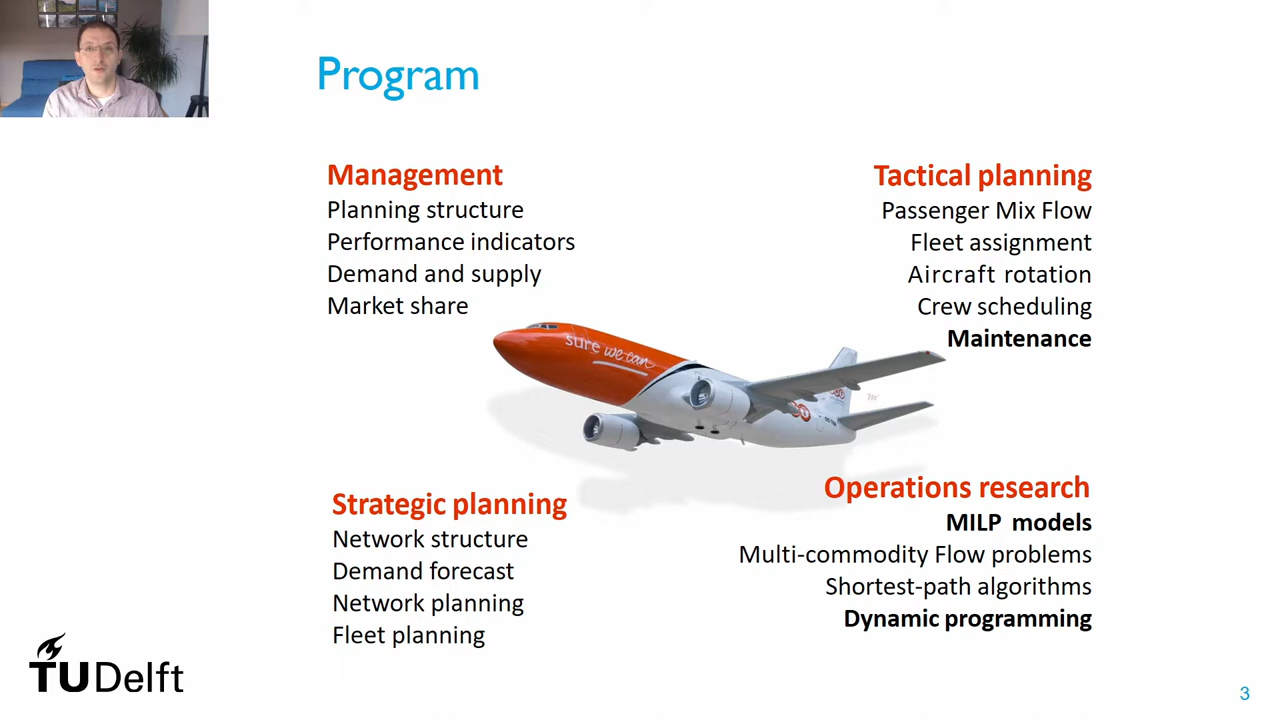 Program
Management
Planning structure
Performance indicators
Demand and supply
Market share
Tactical planning
Passenger Mix Flow
Fleet assignment
Aircraft rotation
Crew scheduling
Maintenance
sure we can
Strategic planning
Network structure
Demand forecast
Network planning
Fleet planning
Operations research
MILP models
Multi-commodity Flow problems
Shortest-path algorithms
Dynamic programming
TU Delft
3